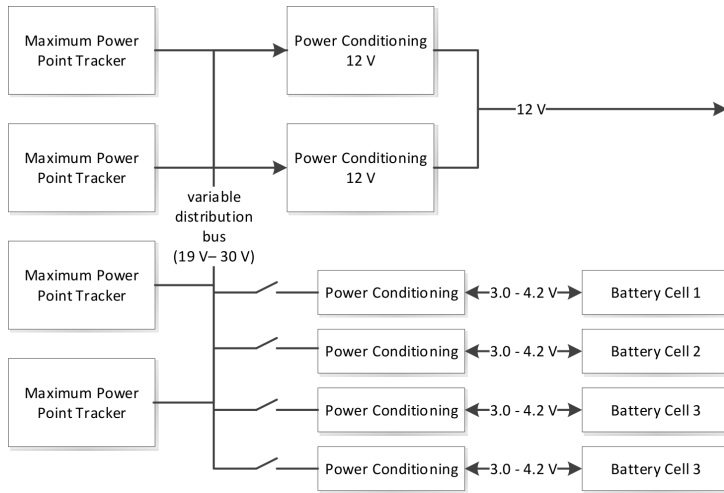 Maximum Power
Point Tracker
Power Conditioning
12 V
12 V
Maximum Power
Point Tracker
Power Conditioning
12 V
variable
distribution
bus
(19 V– 30 V)
Maximum Power
Point Tracker
Power Conditioning
3.0 - 4.2 V
Battery Cell 1
Power Conditioning
3.0 - 4.2 V
Battery Cell 2
Maximum Power
Point Tracker
Power Conditioning
3.0 - 4.2 V
Battery Cell 3
Power Conditioning
3.0 - 4.2 V
Battery Cell 3